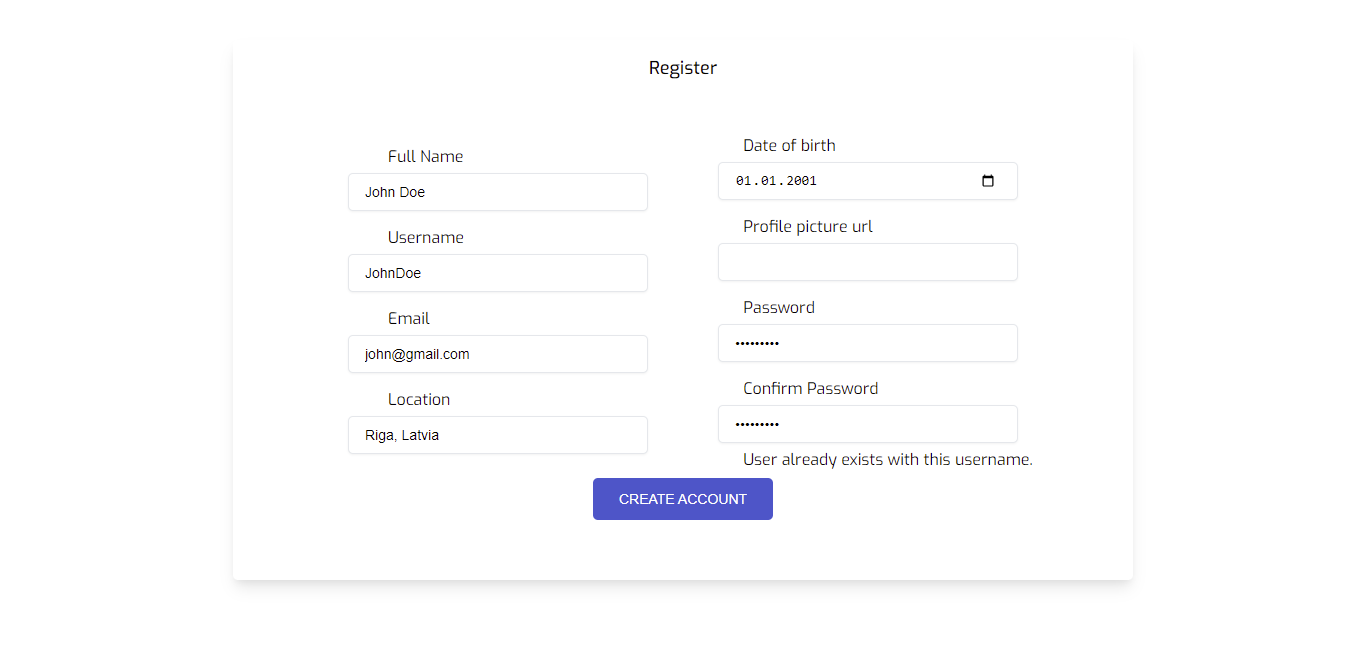 Register
Full Name
John Doe
Username
JohnDoe
Email
john@gmail.com
Location
Riga, Latvia
Date of birth
01.01.2001
Profile picture url
Password
•••••••••
Confirm Password
•••••••••
User already exists with this username.
CREATE ACCOUNT